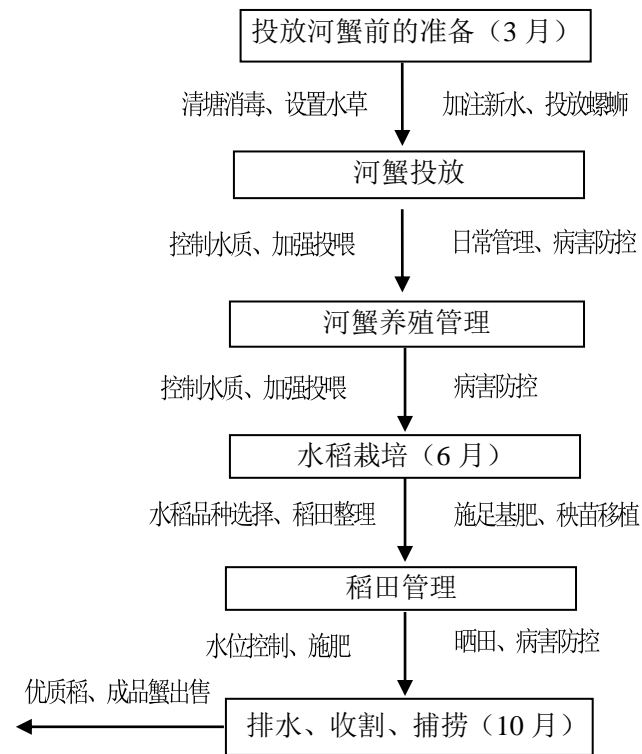 投放河蟹前的准备（3 月）
清塘消毒、设置水草
加注新水、投放螺蛳
河蟹投放
控制水质、加强投喂
日常管理、病害防控
河蟹养殖管理
控制水质、加强投喂
病害防控
水稻栽培（6 月）
水稻品种选择、稻田整理
施足基肥、秧苗移植
稻田管理
水位控制、施肥
晒田、病害防控
优质稻、成品蟹出售
排水、收割、捕捞（10 月）